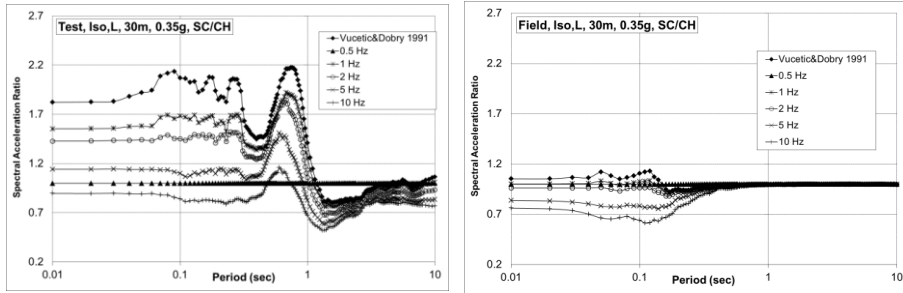 Test, Iso,L, 30m, 0.35g, SC/CH
Spectral Acceleration Ratio
2.7
2.2
1.7
1.2
0.7
0.2
Vucetic&Dobry 1991
0.5 Hz
1 Hz
2 Hz
5 Hz
10 Hz
0.01
0.1
1
10
Period (sec)
Field, Iso,L, 30m, 0.35g, SC/CH
Spectral Acceleration Ratio
2.7
2.2
1.7
1.2
0.7
0.2
Vucetic&Dobry 1991
0.5 Hz
1 Hz
2 Hz
5 Hz
10 Hz
0.01
0.1
1
10
Period (sec)